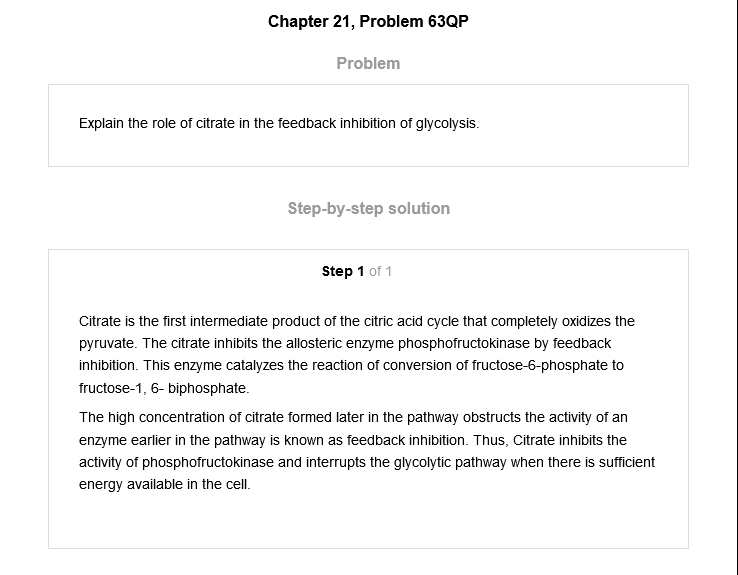 Chapter 21, Problem 63QP
Problem
Explain the role of citrate in the feedback inhibition of glycolysis.
Step-by-step solution
Step 1 of 1
Citrate is the first intermediate product of the citric acid cycle that completely oxidizes the
pyruvate. The citrate inhibits the allosteric enzyme phosphofructokinase by feedback
inhibition. This enzyme catalyzes the reaction of conversion of fructose-6-phosphate to
fructose-1, 6- biphosphate.
The high concentration of citrate formed later in the pathway obstructs the activity of an
enzyme earlier in the pathway is known as feedback inhibition. Thus, Citrate inhibits the
activity of phosphofructokinase and interrupts the glycolytic pathway when there is sufficient
energy available in the cell.